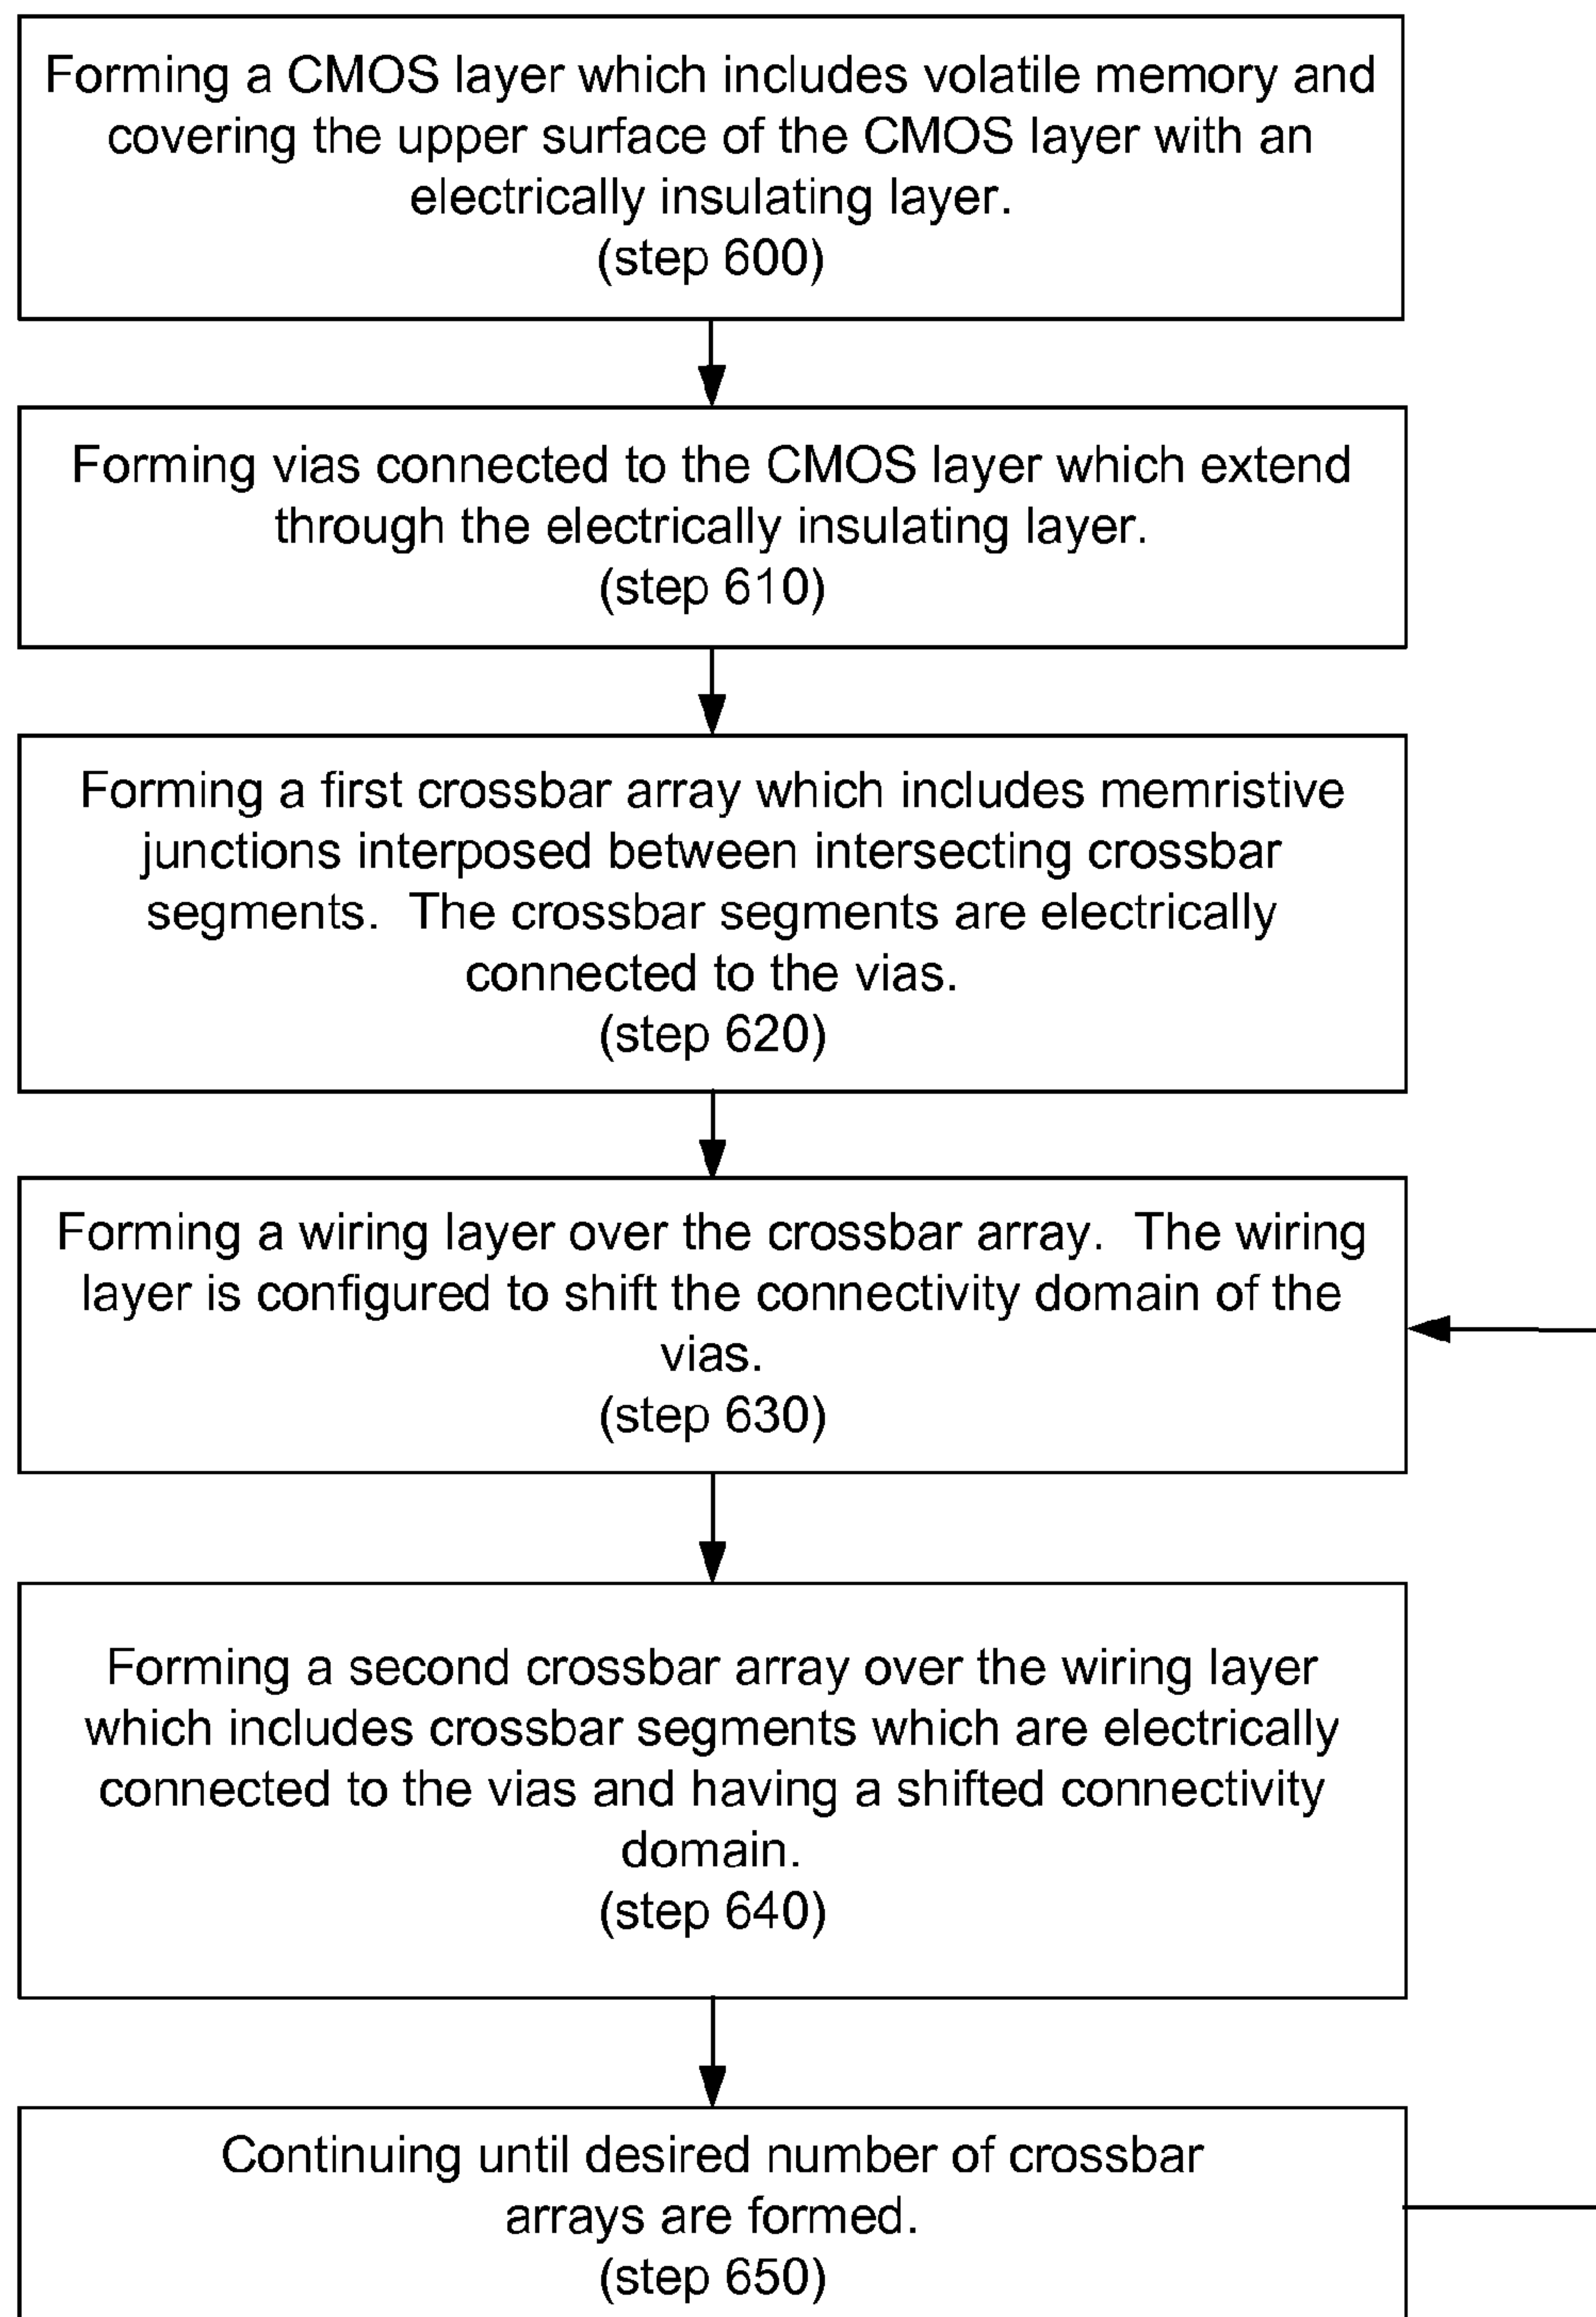 Forming a CMOS layer which includes volatile memory and
covering the upper surface of the CMOS layer with an
electrically insulating layer.
(step 600)
Forming vias connected to the CMOS layer which extend
through the electrically insulating layer.
(step 610)
Forming a first crossbar array which includes memristive
junctions interposed between intersecting crossbar
segments. The crossbar segments are electrically
connected to the vias.
(step 620)
Forming a wiring layer over the crossbar array. The wiring
layer is configured to shift the connectivity domain of the
vias.
(step 630)
Forming a second crossbar array over the wiring layer
which includes crossbar segments which are electrically
connected to the vias and having a shifted connectivity
domain.
(step 640)
Continuing until desired number of crossbar
arrays are formed.
(step 650)